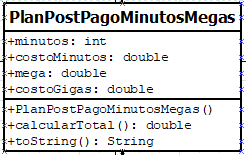 PlanPostPagoMinutosMegas
+minutos: int
+costoMinutos: double
+mega: double
+costoGigas: double
+PlanPostPagoMinutosMegas()
+calcularTotal(): double
+toString(): String